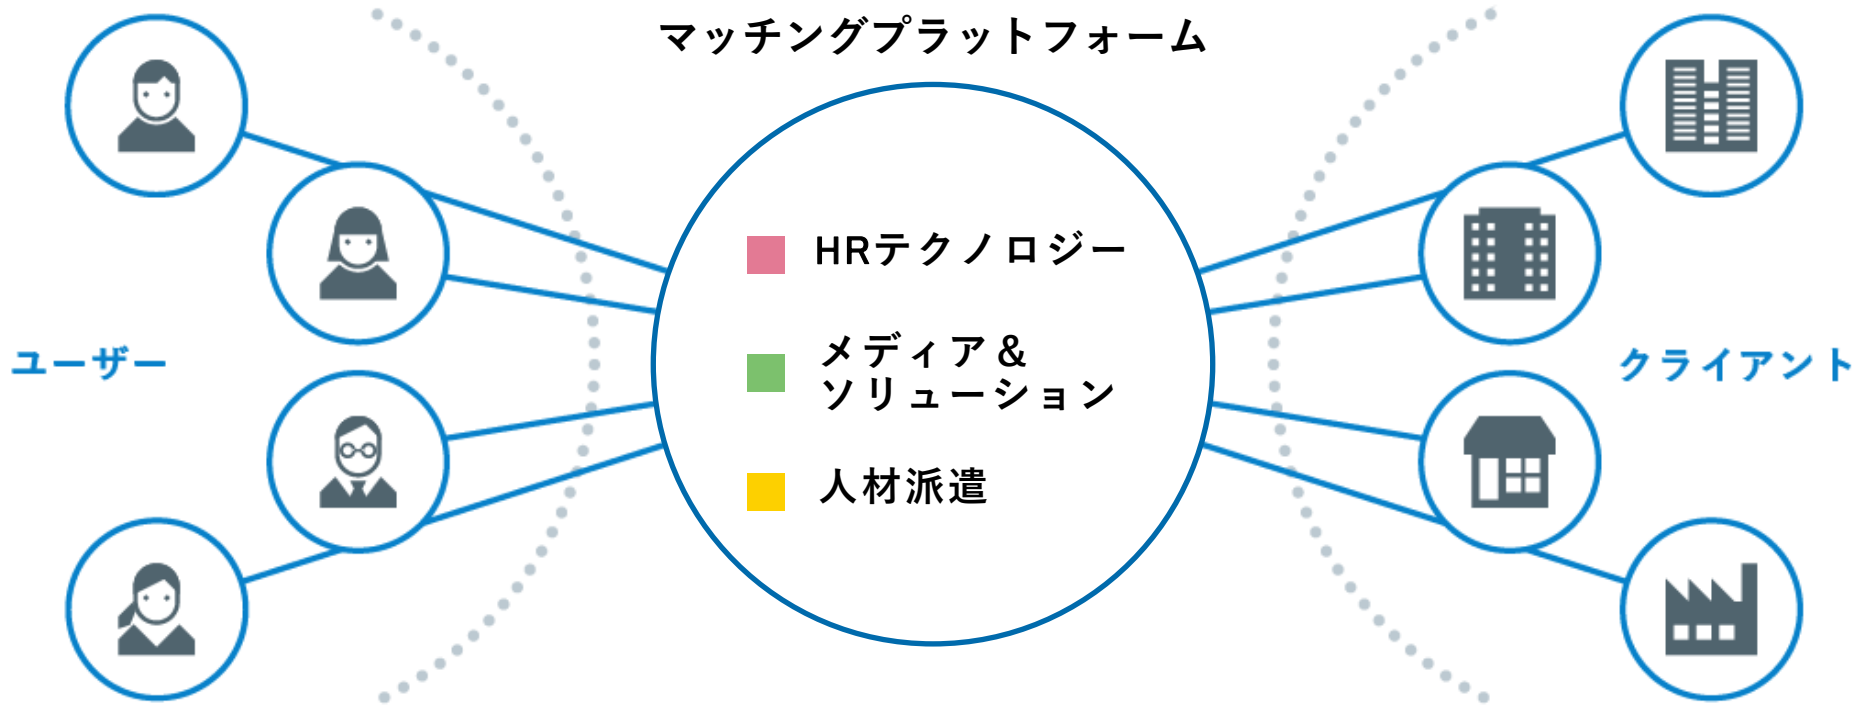 マッチングプラットフォーム
HRテクノロジー
メディア＆
ソリューション
人材派遣
ユーザー
クライアント